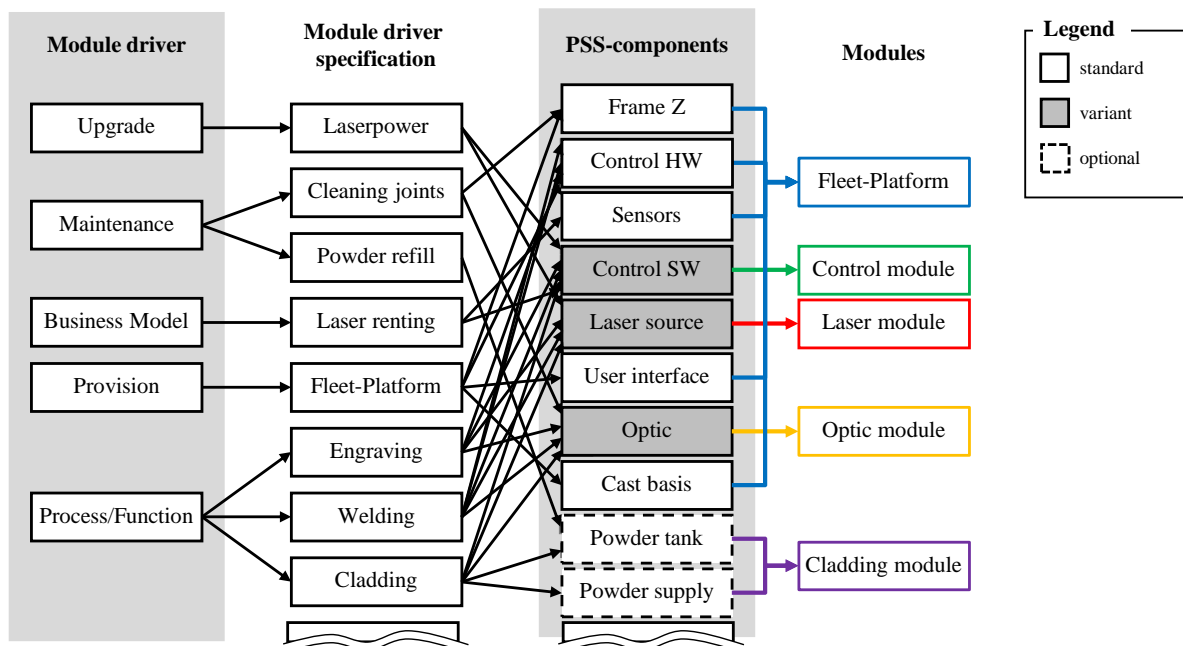 Module driver
Module driver
specification
PSS-components
Modules
Legend
standard
variant
optional
Upgrade
Maintenance
Business Model
Provision
Process/Function
Laserpower
Cleaning joints
Powder refill
Laser renting
Fleet-Platform
Engraving
Welding
Cladding
Frame Z
Control HW
Sensors
Control SW
Laser source
User interface
Optic
Cast basis
Powder tank
Powder supply
Fleet-Platform
Control module
Laser module
Optic module
Cladding module